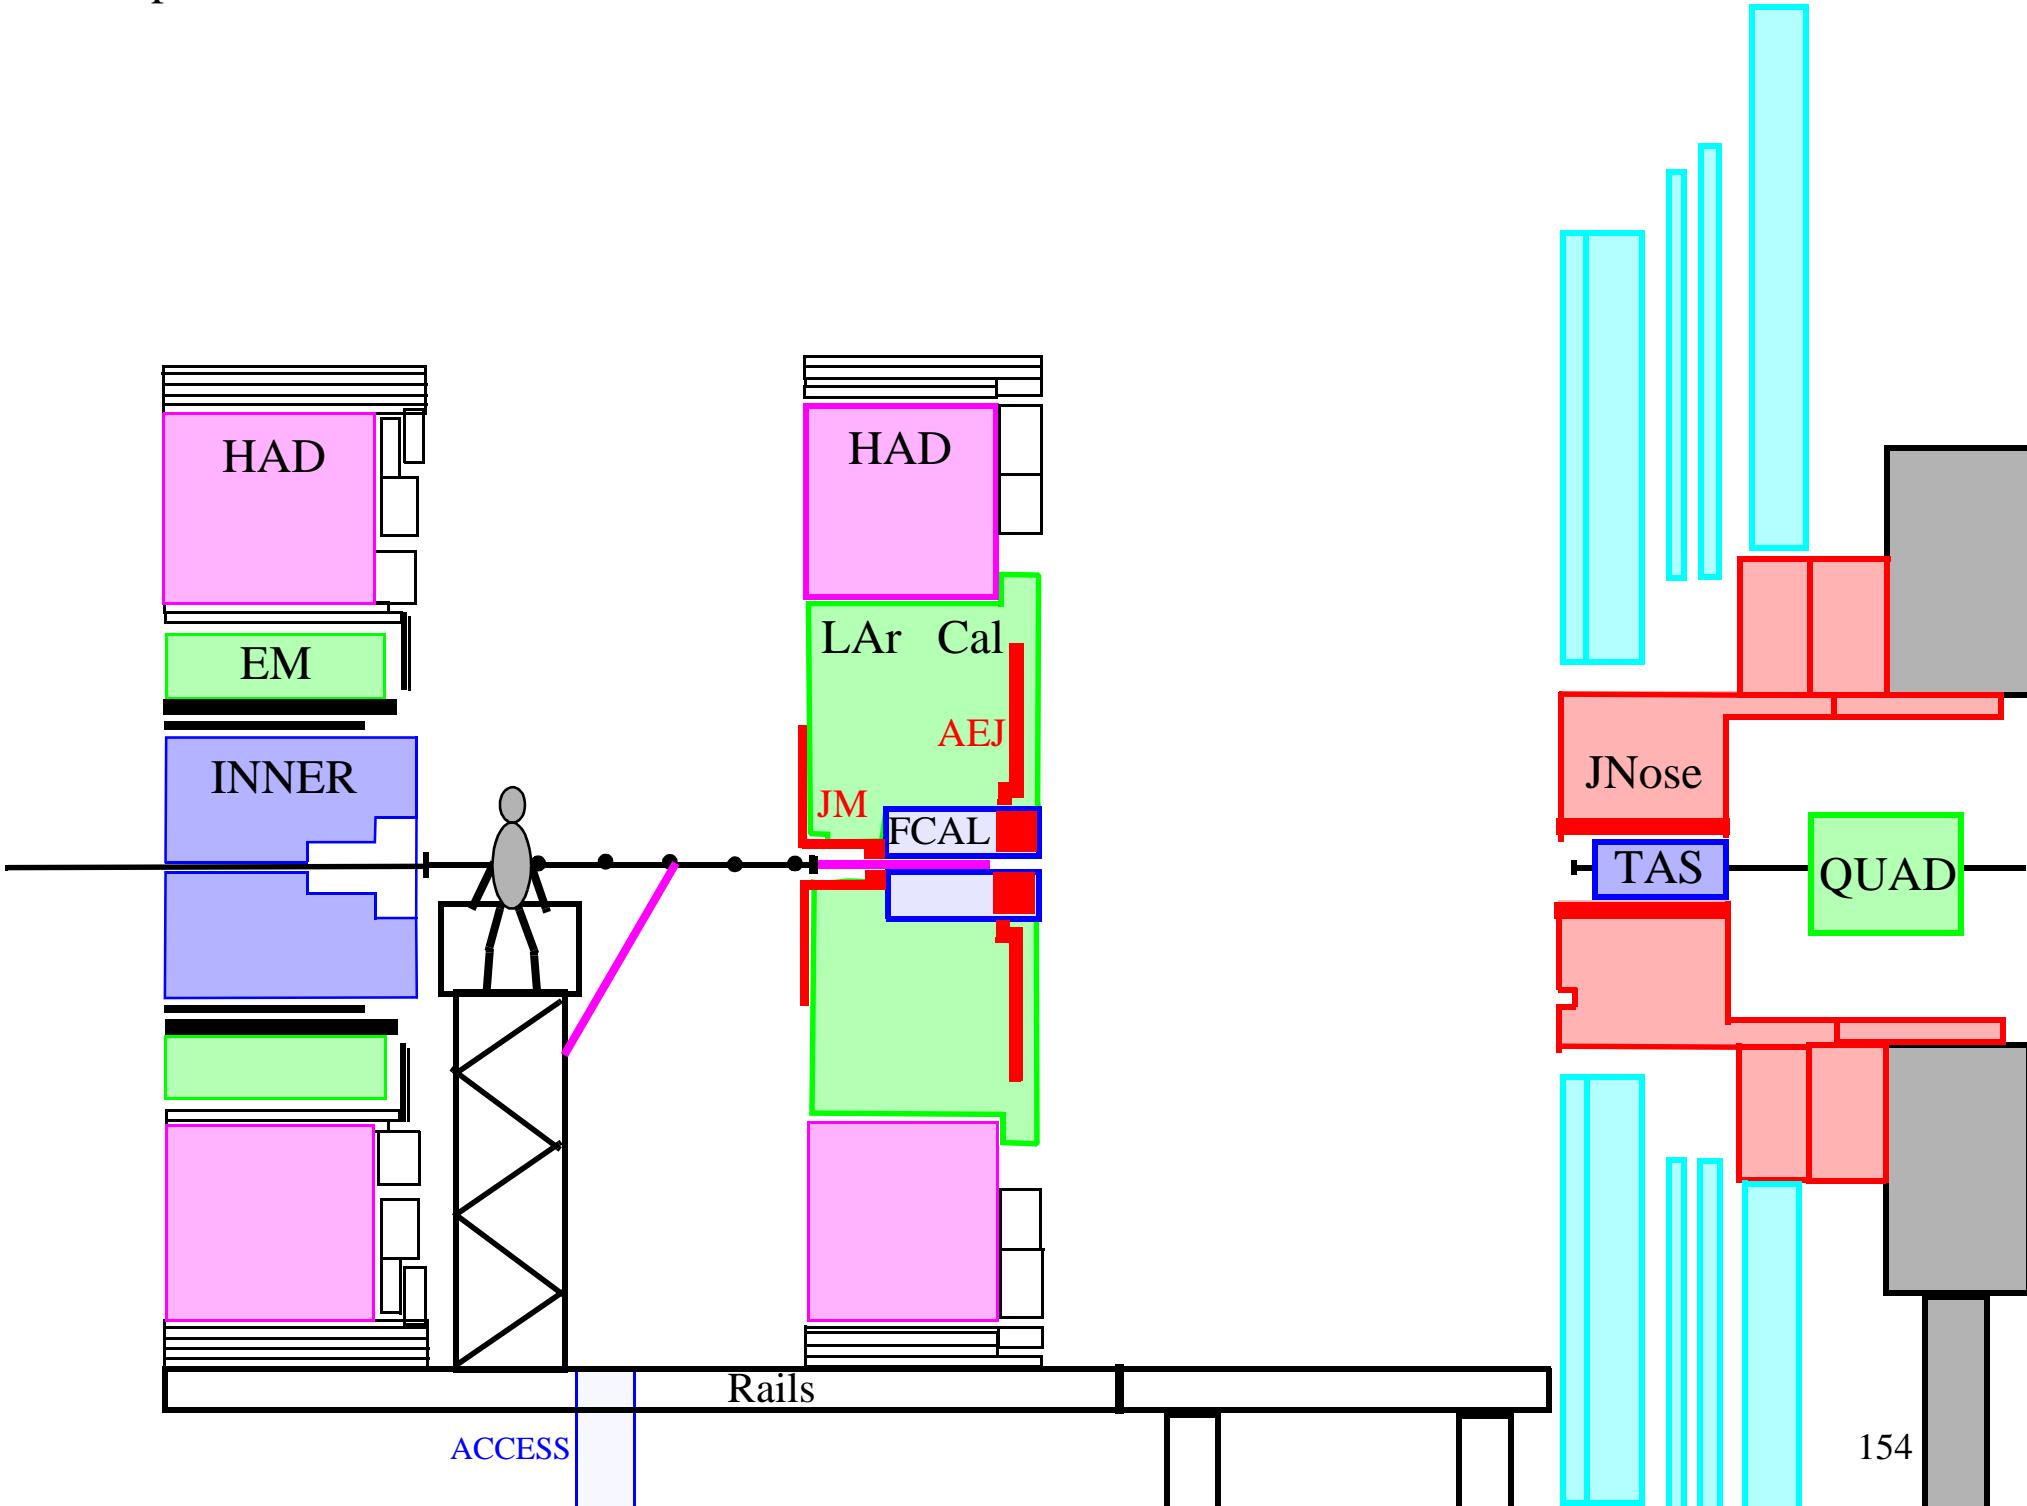 HAD
HAD
LAr Cal
EM
AEJ
INNER
JNose
JM
FCAL
TAS
QUAD
Rails
ACCESS
154